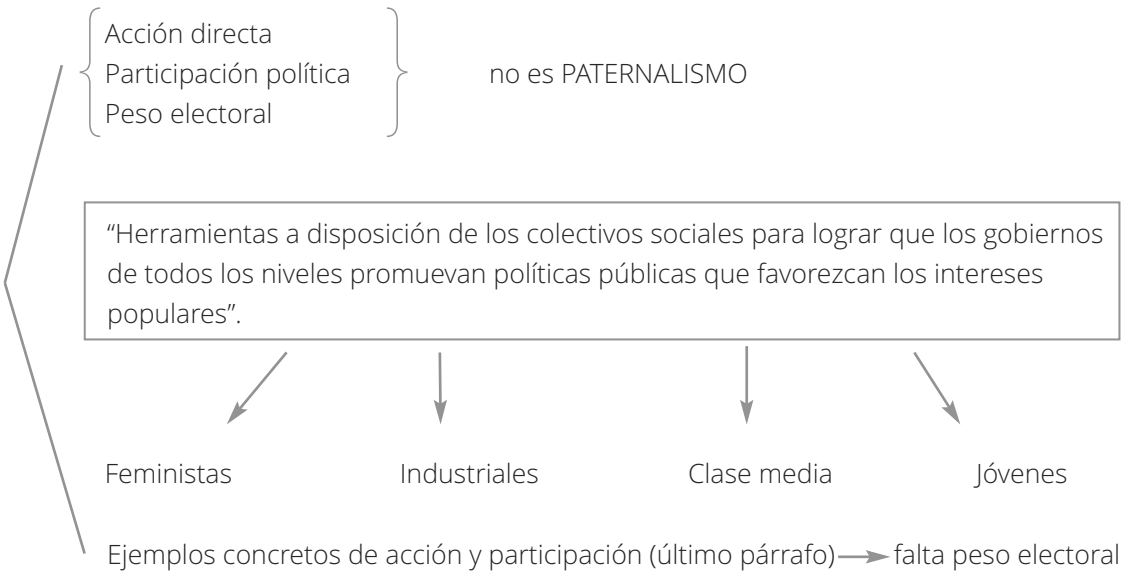 Acción directa
Participación política
Peso electoral
no es PATERNALISMO
“Herramientas a disposición de los colectivos sociales para lograr que los gobiernos
de todos los niveles promuevan políticas públicas que favorezcan los intereses
populares”.
Feministas
Industriales
Clase media
Jóvenes
Ejemplos concretos de acción y participación (último párrafo)
falta peso electoral